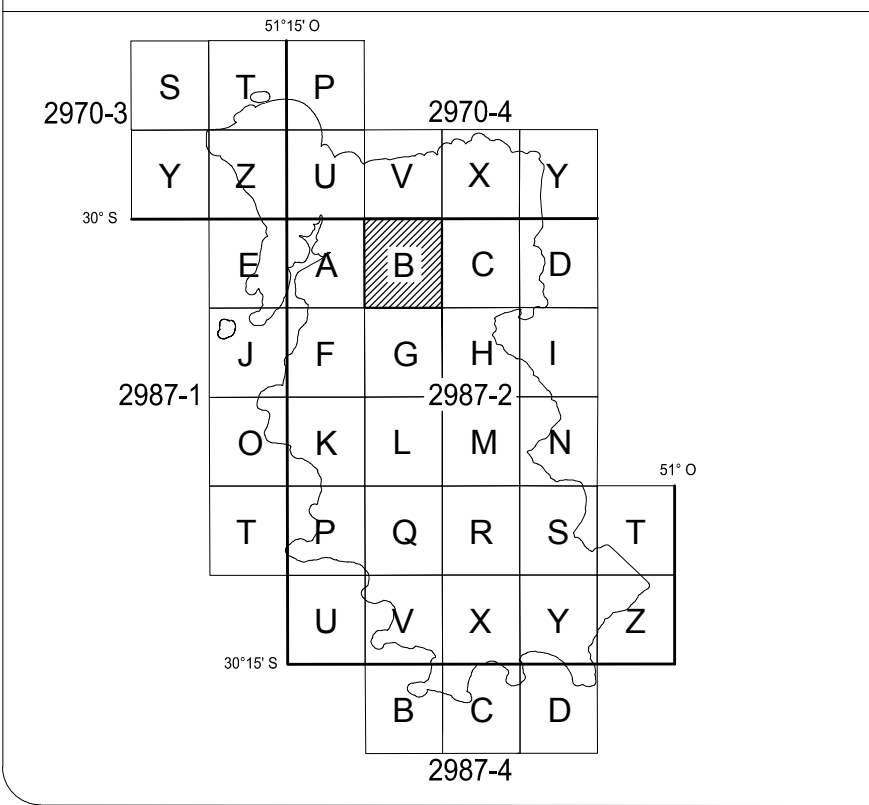 51°15' O
S T P
2970-3 2970-4
Y Z U V X Y
30° S
E A B C D
J F G H I
2987-1 2987-2
O K L M N
51° O
T P Q R S T
U V X Y Z
30°15' S
B C D
2987-4